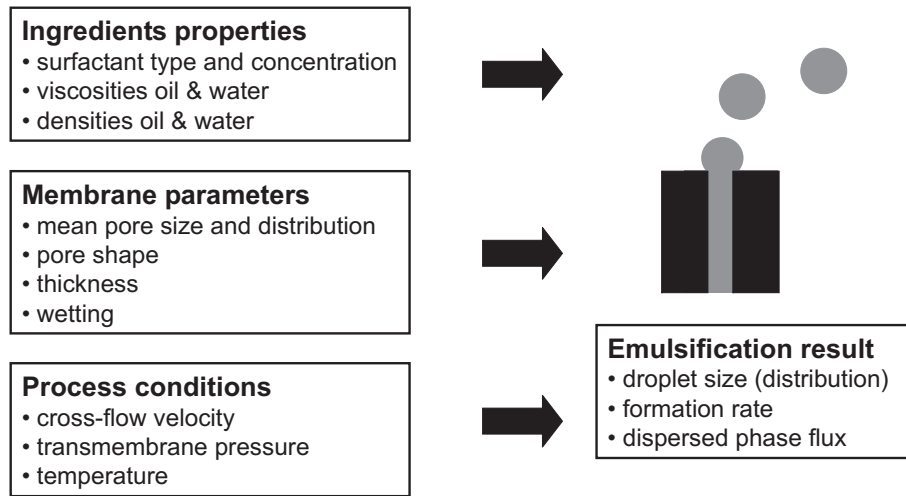 Ingredients properties
• surfactant type and concentration
• viscosities oil & water
• densities oil & water
Membrane parameters
• mean pore size and distribution
• pore shape
• thickness
• wetting
Process conditions
• cross-flow velocity
• transmembrane pressure
• temperature
Emulsification result
• droplet size (distribution)
• formation rate
• dispersed phase flux